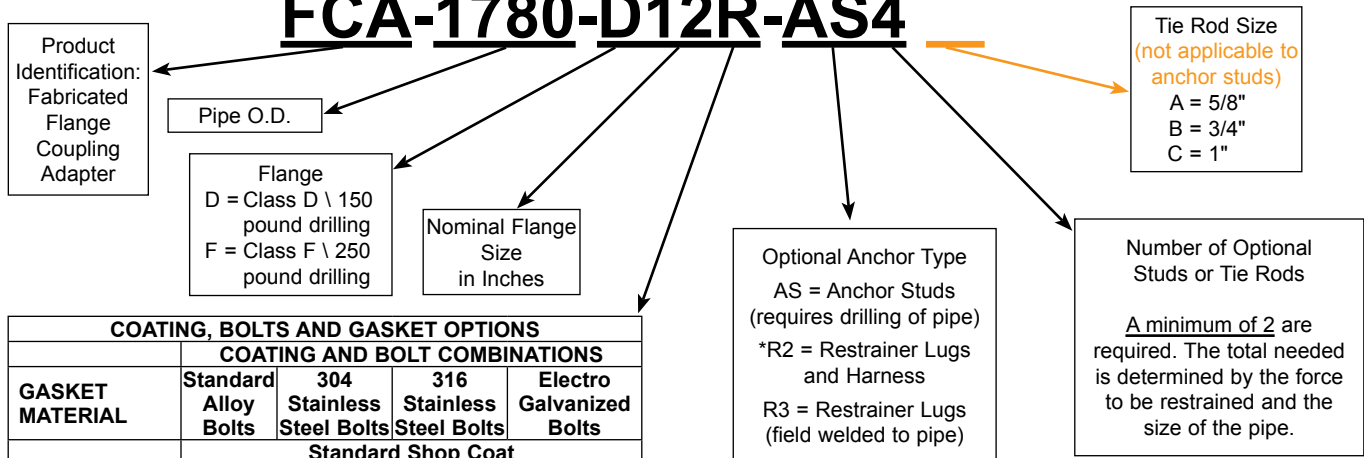 FCA-1780-D12R-AS4
Product
Identification:
Fabricated
Flange
Coupling
Adapter
Pipe O.D.
Flange
D = Class D \ 150
pound drilling
F = Class F \ 250
pound drilling
Nominal Flange
Size
in Inches
Optional Anchor Type
AS = Anchor Studs
(requires drilling of pipe)
*R2 = Restrainer Lugs
and Harness
R3 = Restrainer Lugs
(field welded to pipe)
Tie Rod Size
(not applicable to
anchor studs)
A = 5/8"
B = 3/4"
C = 1"
Number of Optional
Studs or Tie Rods
A minimum of 2 are
required. The total needed
is determined by the force
to be restrained and the
size of the pipe.
COATING, BOLTS AND GASKET OPTIONS
COATING AND BOLT COMBINATIONS
GASKET
MATERIAL
Standard
Alloy
Bolts
304
Stainless
Steel Bolts
316
Stainless
Steel Bolts
Electro
Galvanized
Bolts
Standard Shop Coat